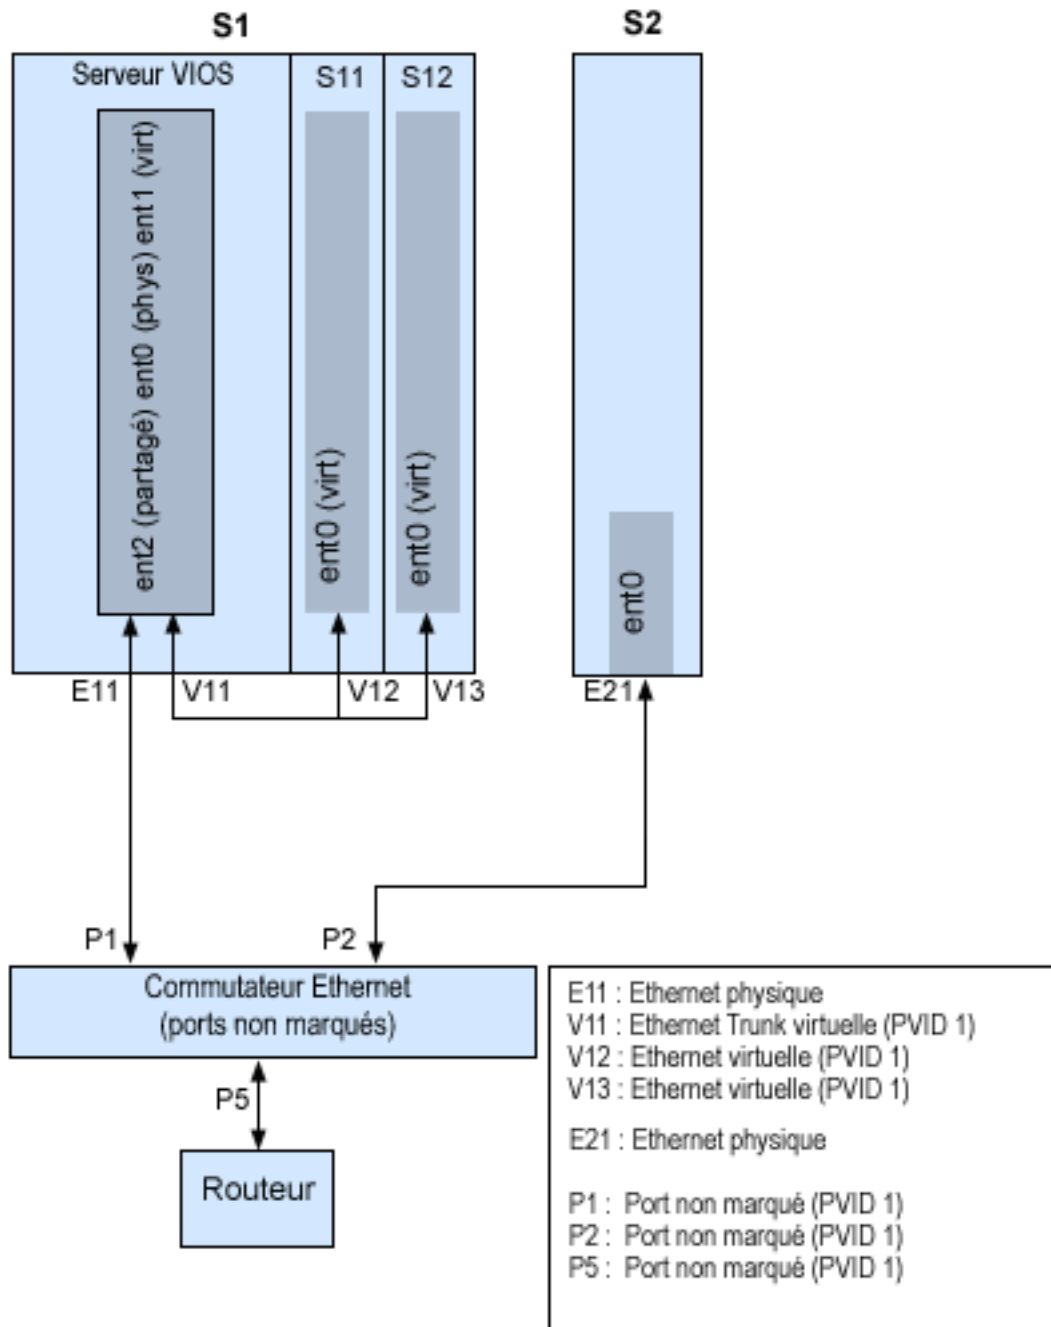 S1
S2
Serveur VIOS
S11
S12
ent2 (partagé) ent0 (phys) ent1 (virt)
ent0 (virt)
ent0 (virt)
ent0
E11
V11
V12
V13
E21
P1
P2
Commutateur Ethernet
(ports non marqués)
P5
Routeur
E11 : Ethernet physique
V11 : Ethernet Trunk virtuelle (PVID 1)
V12 : Ethernet virtuelle (PVID 1)
V13 : Ethernet virtuelle (PVID 1)
E21 : Ethernet physique
P1 : Port non marqué (PVID 1)
P2 : Port non marqué (PVID 1)
P5 : Port non marqué (PVID 1)